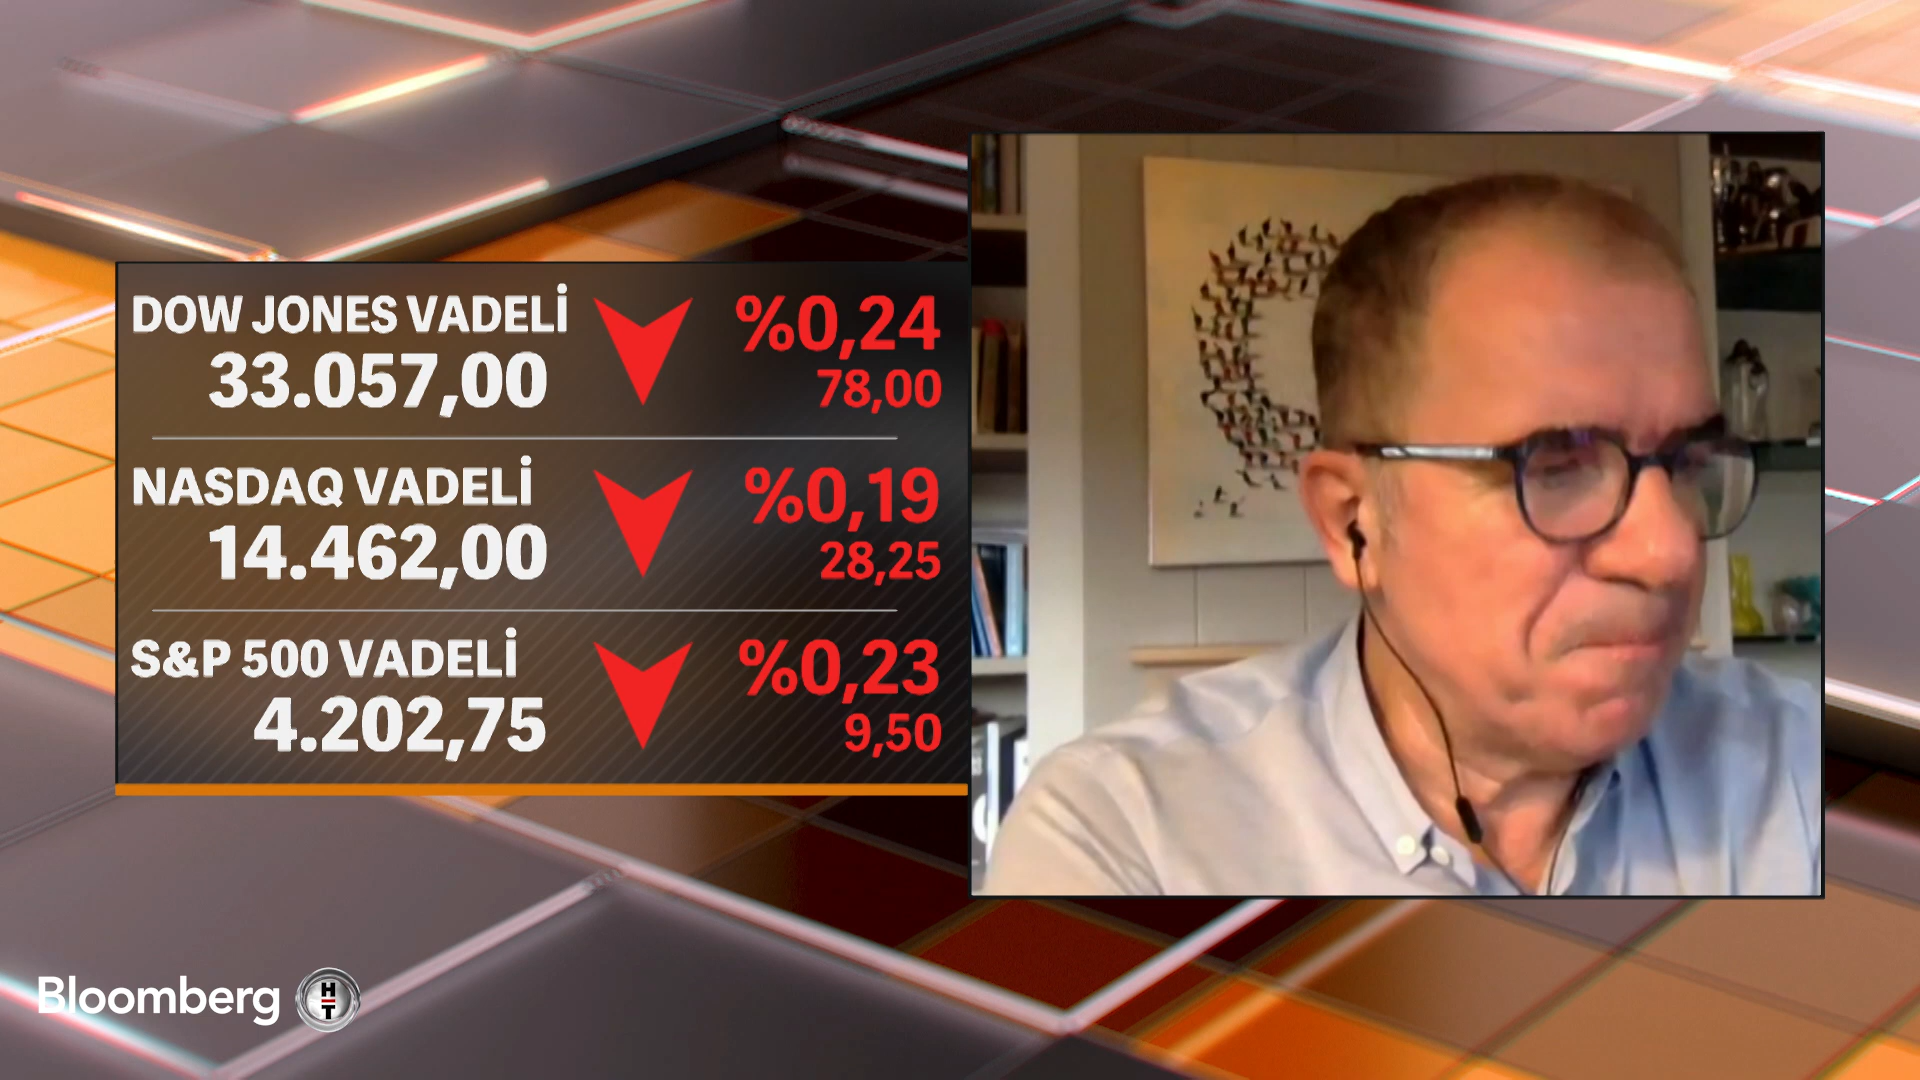 DOW JONES VADELİ
33.057,00
%0,24
78,00
NASDAQ VADELİ
14.462,00
%0,19
28,25
S&P 500 VADELİ
4.202,75
%0,23
9,50
Bloomberg HT